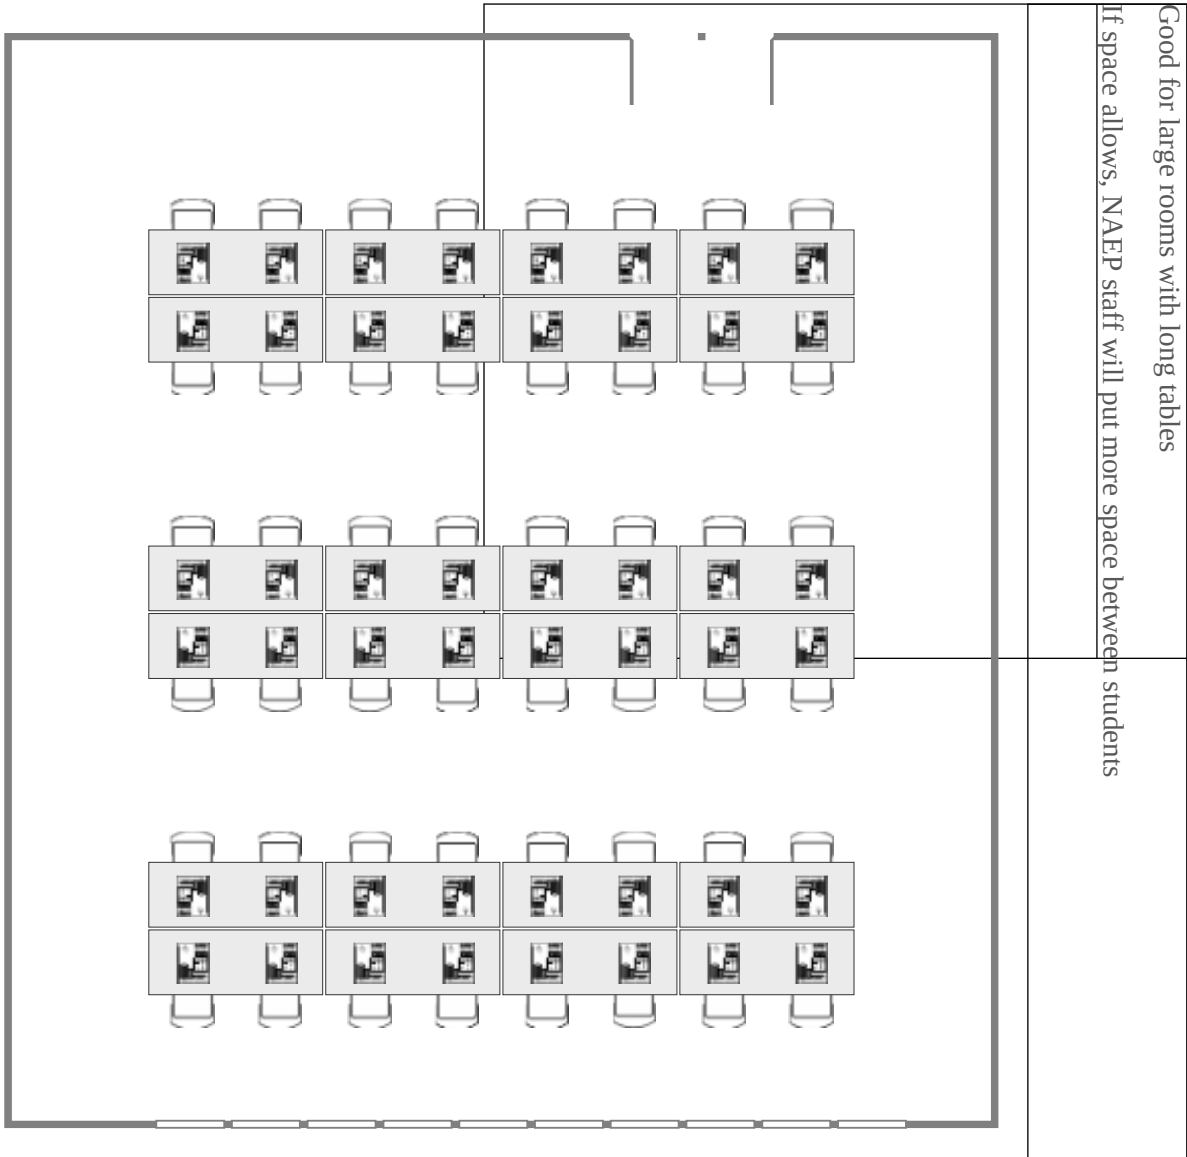 Good for large rooms with long tables
If space allows, NAEP staff will put more space between students